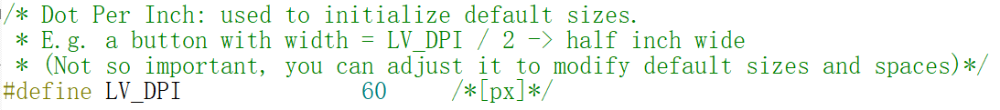 /* Dot Per Inch: used to initialize default sizes.
 * E.g. a button with width = LV_DPI / 2 -> half inch wide
 * (Not so important, you can adjust it to modify default sizes and spaces)*/
#define LV_DPI              60     /*[px]*/